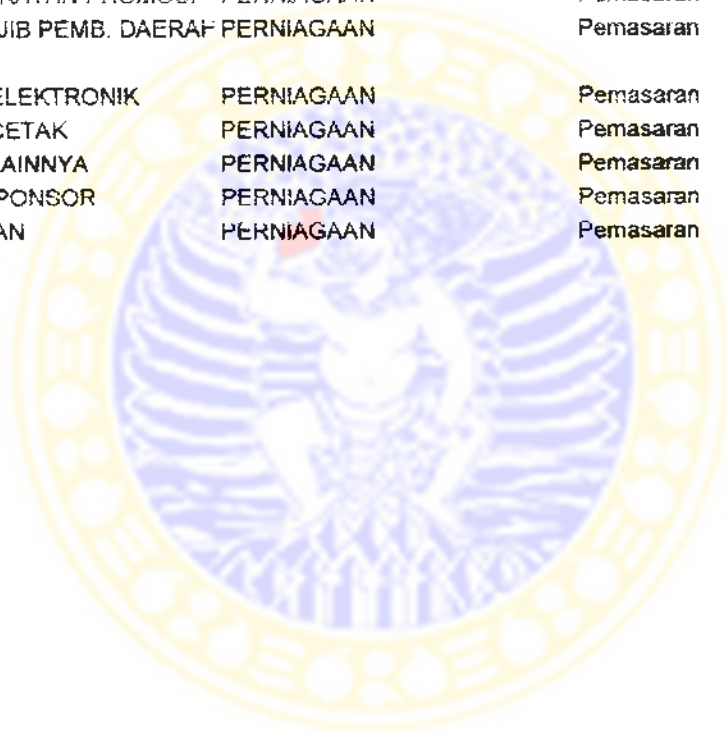 UIB PEMB. DAERAH PERNIAGAAN Pemasaran
ELEKTRONIK PERNIAGAAN Pemasaran
CETAK PERNIAGAAN Pemasaran
AINNYA PERNIAGAAN Pemasaran
PONSOR PERNIAGAAN Pemasaran
AN PERNIAGAAN Pemasaran